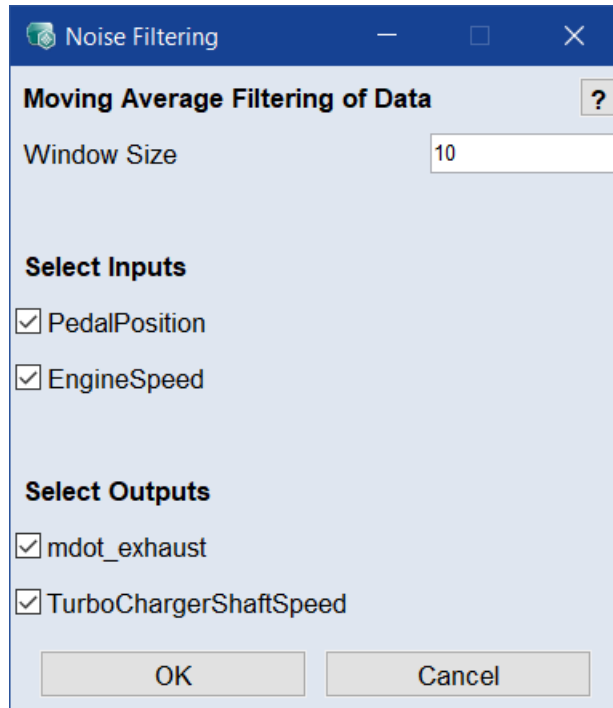 Noise Filtering
Moving Average Filtering of Data ?
Window Size 10
Select Inputs
PedalPosition
EngineSpeed
Select Outputs
mdot_exhaust
TurboChargerShaftSpeed
OK Cancel